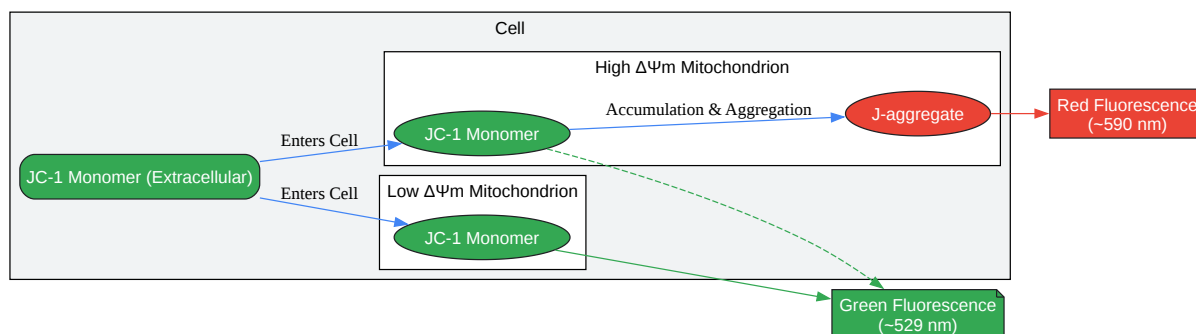 Cell
High ΔΨm Mitochondrion
Accumulation & Aggregation
JC-1 Monomer
J-aggregate
Red Fluorescence
(~590 nm)
Enters Cell
JC-1 Monomer (Extracellular)
Enters Cell
Low ΔΨm Mitochondrion
JC-1 Monomer
Green Fluorescence
(~529 nm)